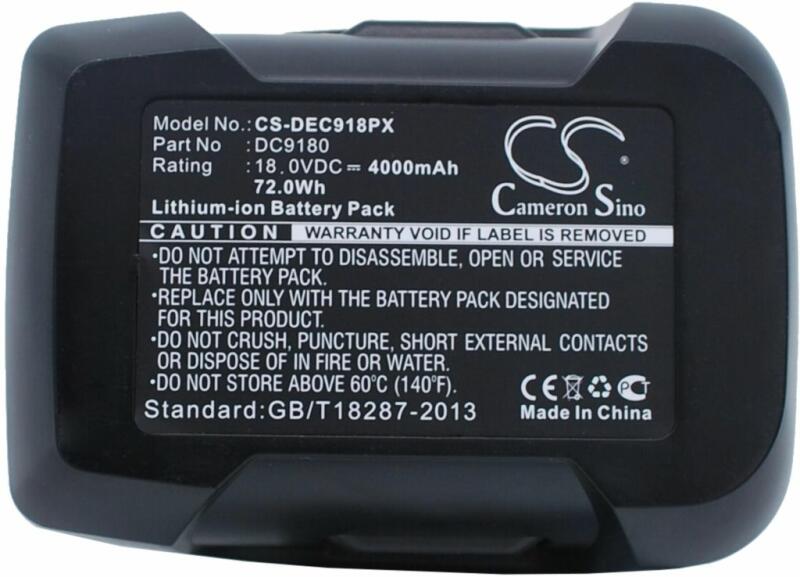 Model No.: CS-DEC918PX
Part No : DC9180
Rating : 18.0VDC⎓ 4000mAh
72.0Wh
Lithium-ion Battery Pack
CS
Cameron Sino
CAUTION WARRANTY VOID IF LABEL IS REMOVED
•DO NOT ATTEMPT TO DISASSEMBLE, OPEN OR SERVICE
THE BATTERY PACK.
•REPLACE ONLY WITH THE BATTERY PACK DESIGNATED
FOR THIS PRODUCT.
•DO NOT CRUSH, PUNCTURE, SHORT EXTERNAL CONTACTS
OR DISPOSE OF IN FIRE OR WATER.
•DO NOT STORE ABOVE 60°C (140°F).
CE PCT
Standard:GB/T18287-2013
Made In China